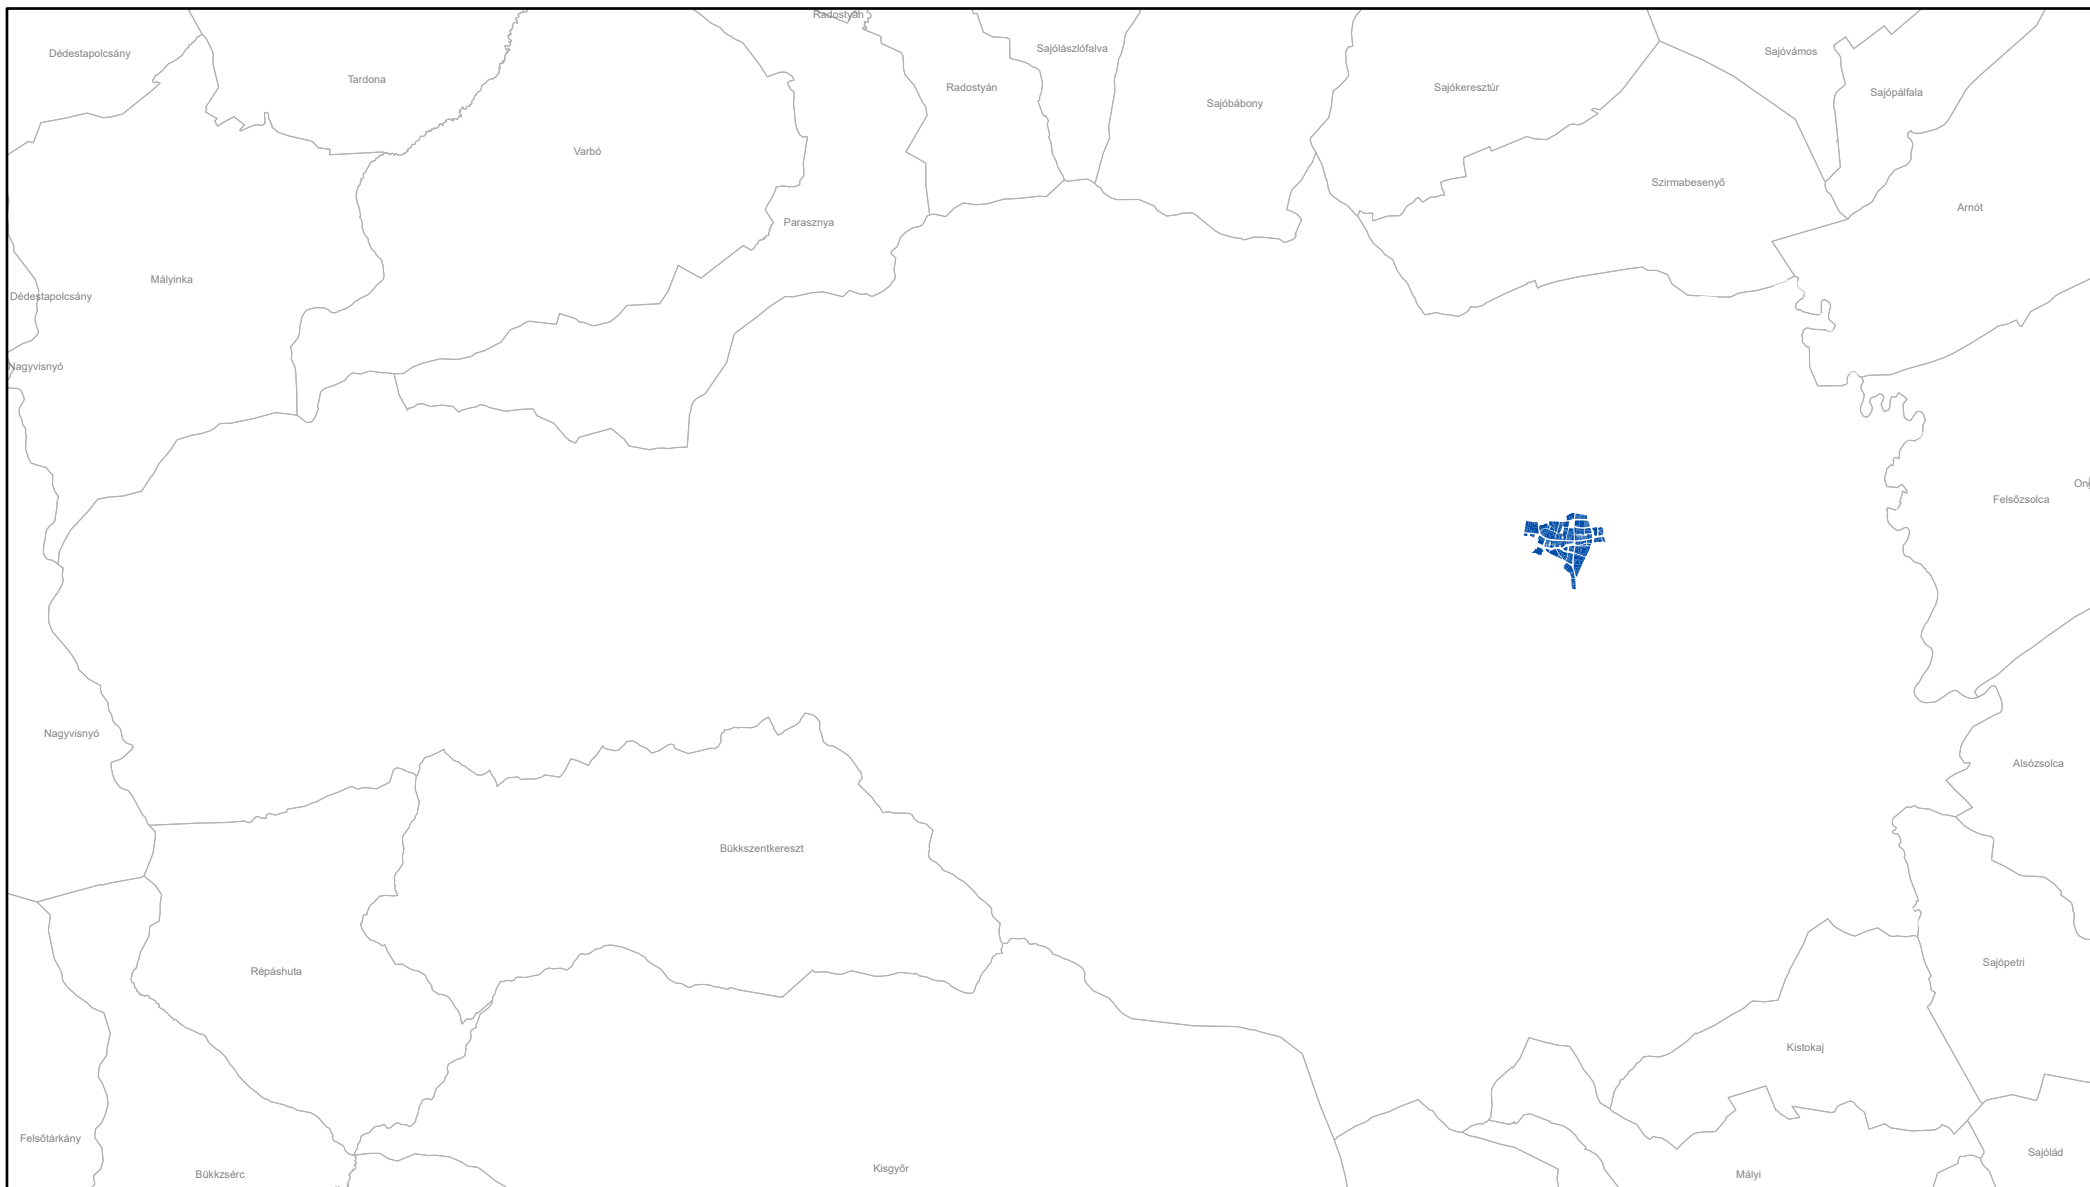 Radostyán
Dédestapolcsány
Tardona
Sajólászlófalva
Sajóvámos
Radostyán
Sajókeresztúr
Sajópálfala
Sajóbábony
Varbó
Szirmabesenyő
Arnót
Parasznya
Mályinka
Dédestapolcsány
Nagyvisnyó
Felsőzsolca
Nagyvisnyó
Alsózsolca
Bükkszentkereszt
Répáshuta
Sajópetri
Kistokaj
Felsőtárkány
Sajólád
Kisgyőr
Bükkzsérc
Mályi